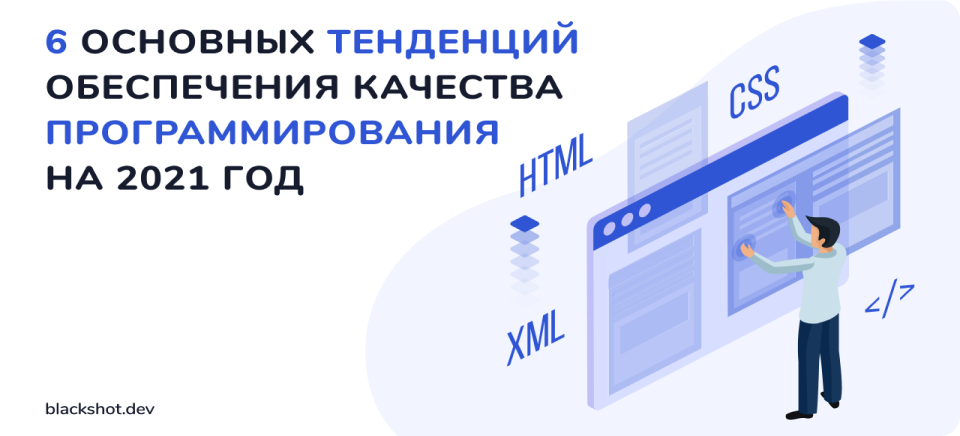 6 ОСНОВНЫХ ТЕНДЕНЦИЙ
ОБЕСПЕЧЕНИЯ КАЧЕСТВА
ПРОГРАММИРОВАНИЯ
НА 2021 ГОД
CSS
HTML
XML
</>
blackshot.dev